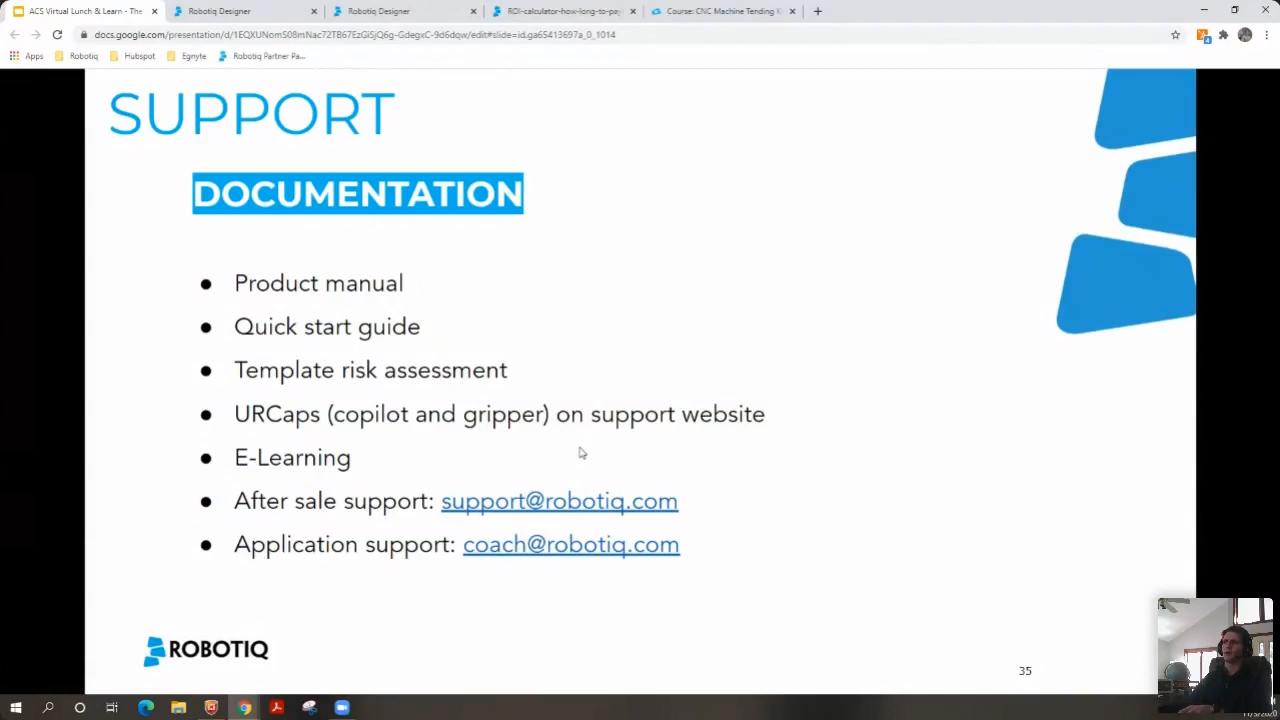 ACS Virtual Lunch & Learn - The
Robotiq Designer
Robotiq Designer
ROI-calculator-how-long-to-pay
Course: CNC Machine Tending K
docs.google.com/presentation/d/1EQXUNomS08mNac72TB67EzGiSjQ6g-GdegxC-9d6dqw/edit#slide=id.ga65413697a_0_1014
Apps
Robotiq
Hubspot
Egnyte
Robotiq Partner Pa...
SUPPORT
DOCUMENTATION
● Product manual
● Quick start guide
● Template risk assessment
● URCaps (copilot and gripper) on support website
● E-Learning
● After sale support: support@robotiq.com
● Application support: coach@robotiq.com
ROBOTIQ
35